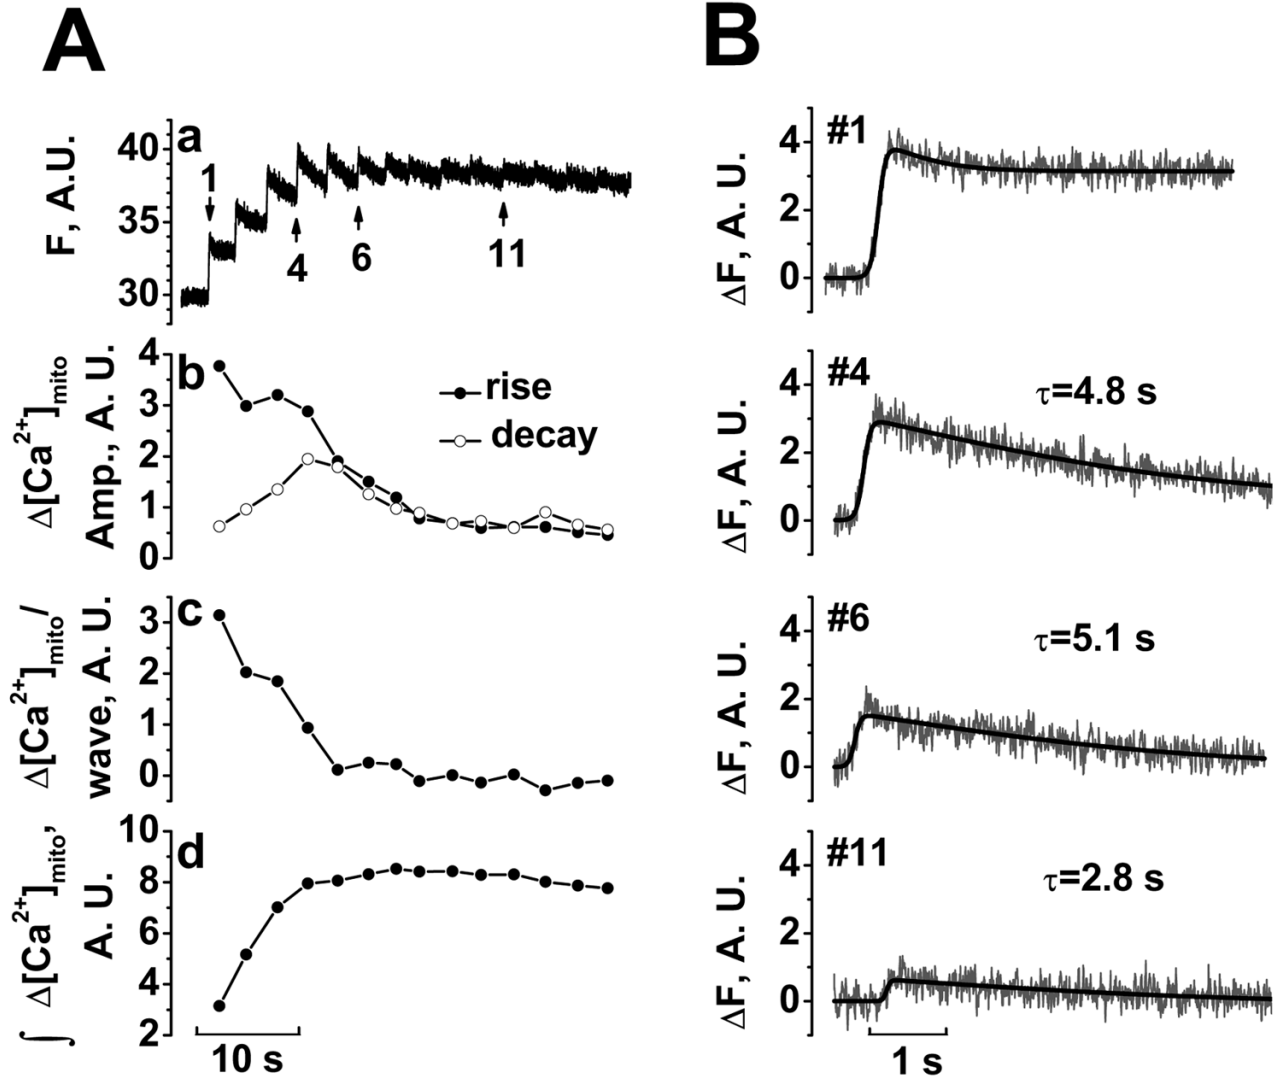 A
B
a
F, A.U.
40
35
30
1
4
6
11
b
Δ[Ca2+]mito
Amp., A. U.
4
3
2
1
0
rise
decay
c
Δ[Ca2+]mito/
wave, A. U.
3
2
1
0
d
∫ Δ[Ca2+]mito,
A. U.
10
8
6
4
2
10 s
#1
ΔF, A. U.
4
2
0
#4
τ=4.8 s
ΔF, A. U.
4
2
0
#6
τ=5.1 s
ΔF, A. U.
4
2
0
#11
τ=2.8 s
ΔF, A. U.
4
2
0
1 s